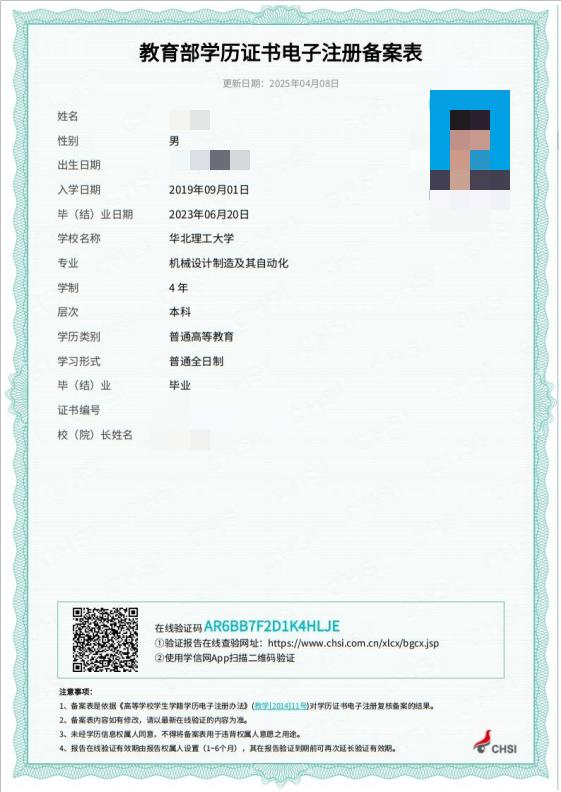 教育部学历证书电子注册备案表
更新日期：2025年04月08日
姓名
性别 男
出生日期
入学日期 2019年09月01日
毕（结）业日期 2023年06月20日
学校名称 华北理工大学
专业 机械设计制造及其自动化
学制 4 年
层次 本科
学历类别 普通高等教育
学习形式 普通全日制
毕（结）业 毕业
证书编号
校（院）长姓名
在线验证码 AR6BB7F2D1K4HLJE
①验证报告在线查验网址：https://www.chsi.com.cn/xlcx/bgcx.jsp
②使用学信网App扫描二维码验证
注意事项：
1、备案表是依据《高等学校学生学籍学历电子注册办法》(教学[2014]11号)对学历证书电子注册复核备案的结果。
2、备案表内容如有修改，请以最新在线验证的内容为准。
3、未经学历信息权属人同意，不得将备案表用于违背权属人意愿之用途。
4、报告在线验证有效期由报告权属人设置（1~6个月），其在报告验证到期前可再次延长验证有效期。
CHSI